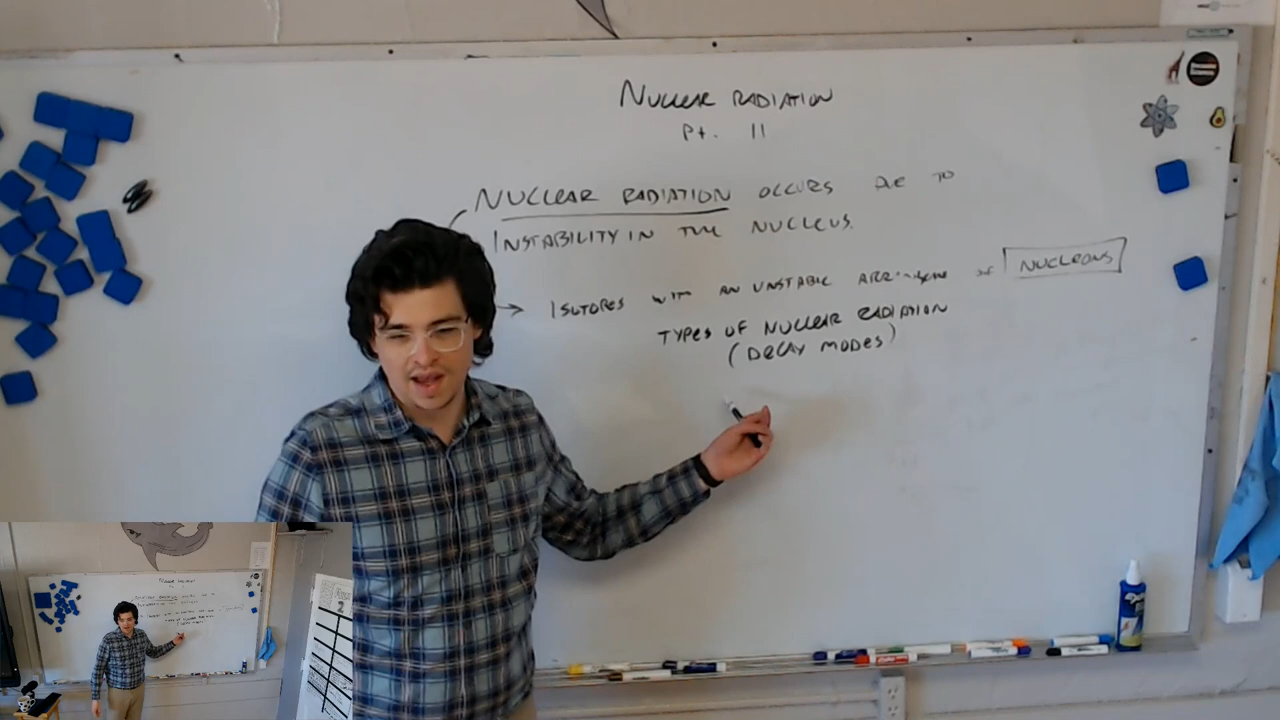 NUCLEAR RADIATION
Pt. II
NUCLEAR RADIATION OCCURS DUE TO
INSTABILITY IN THE NUCLEUS.
ISOTOPES WITH AN UNSTABLE of NUCLEONS
TYPES OF NUCLEAR RADIATION
(DECAY MODES)